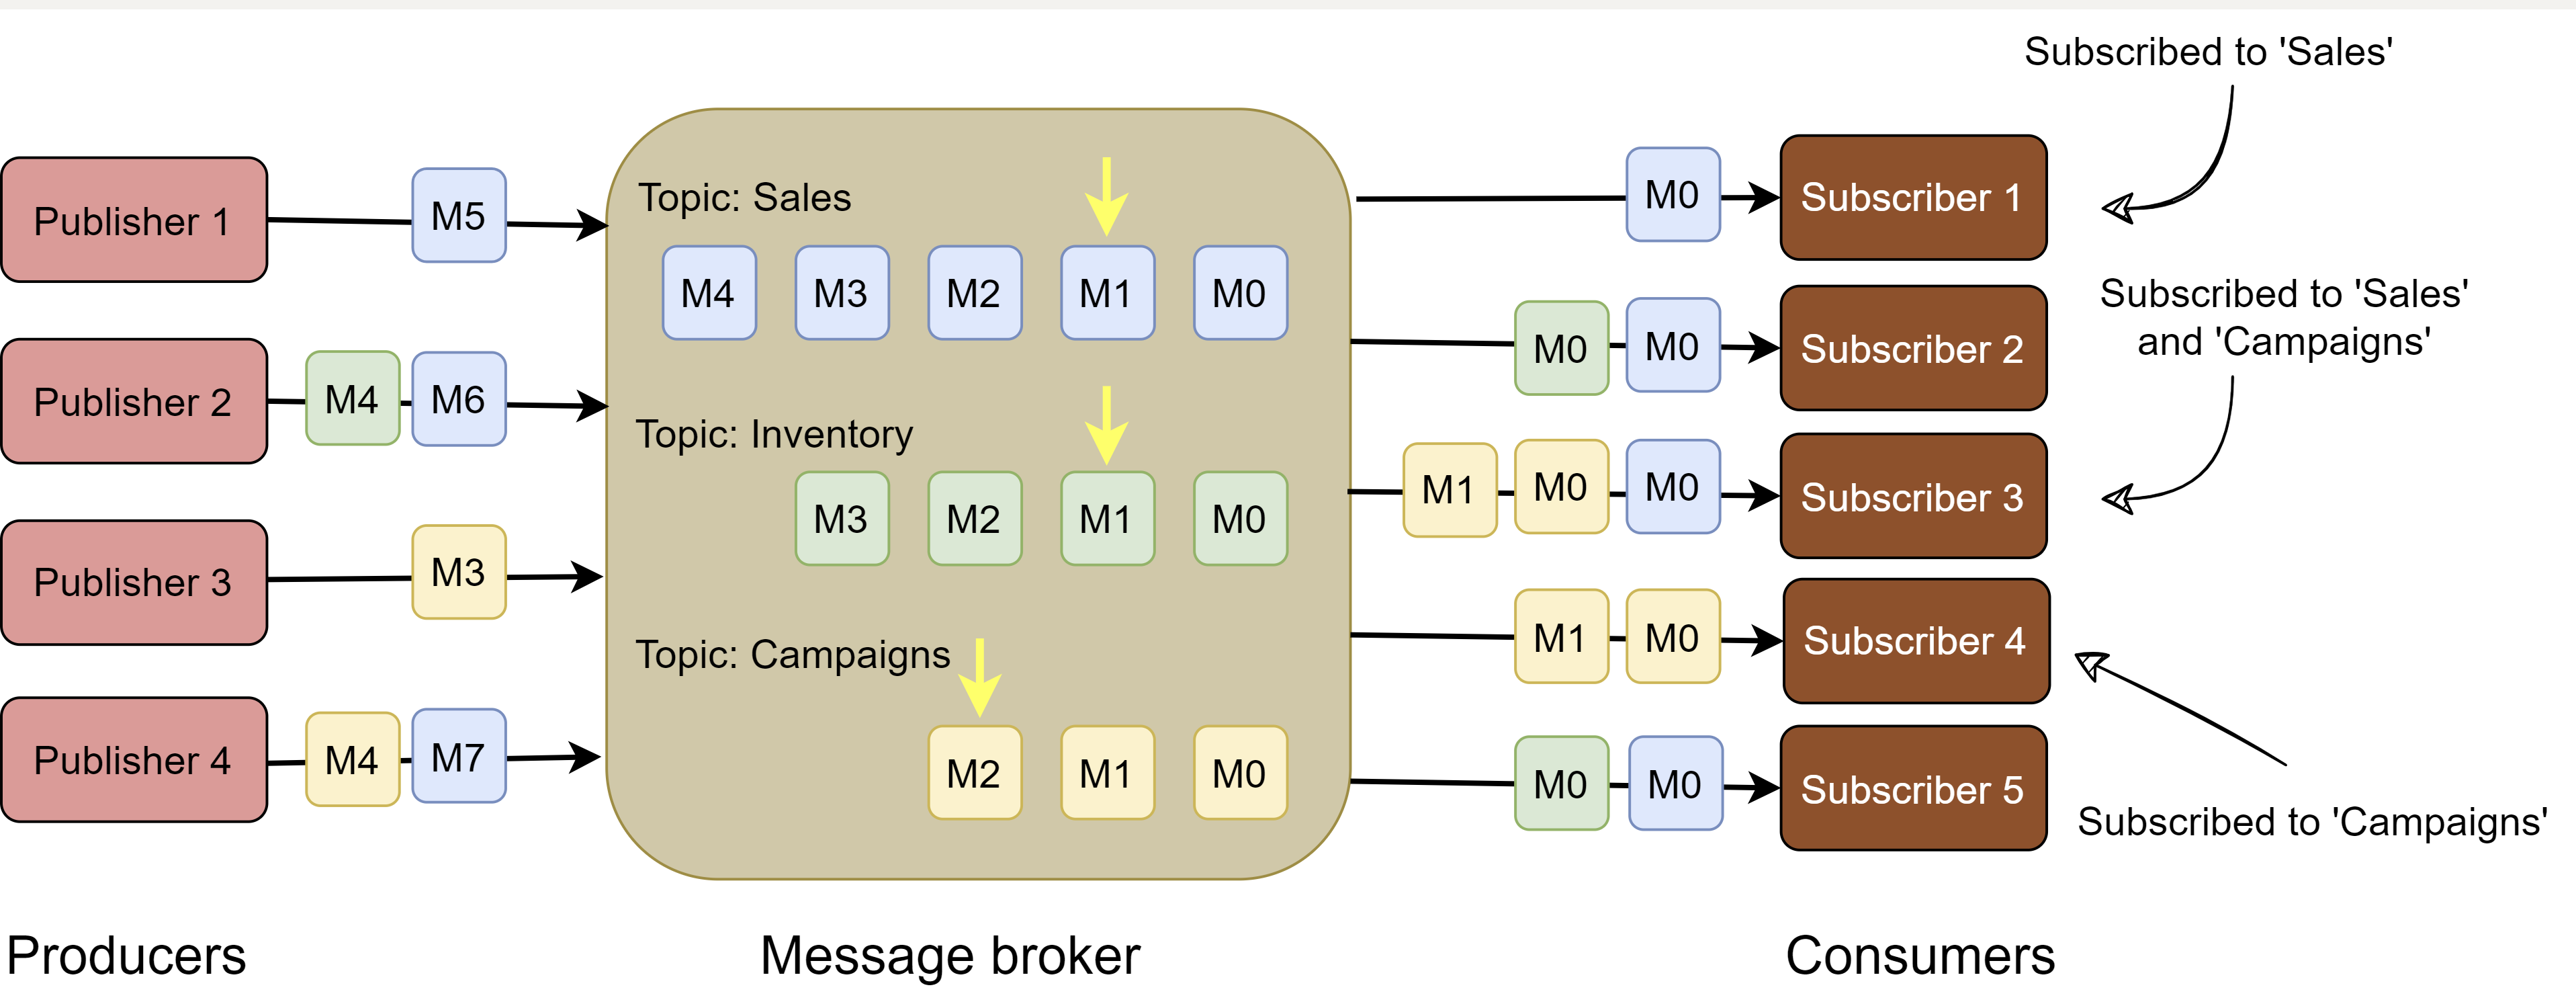 Subscribed to 'Sales'
Publisher 1
M5
Topic: Sales
M4 M3 M2 M1 M0
M0
Subscriber 1
Subscribed to 'Sales'
and 'Campaigns'
Publisher 2
M4 M6
Topic: Inventory
M3 M2 M1 M0
M0 M0
Subscriber 2
M1 M0 M0
Subscriber 3
Publisher 3
M3
Topic: Campaigns
M2 M1 M0
M1 M0
Subscriber 4
Publisher 4
M4 M7
M0 M0
Subscriber 5
Subscribed to 'Campaigns'
Producers
Message broker
Consumers